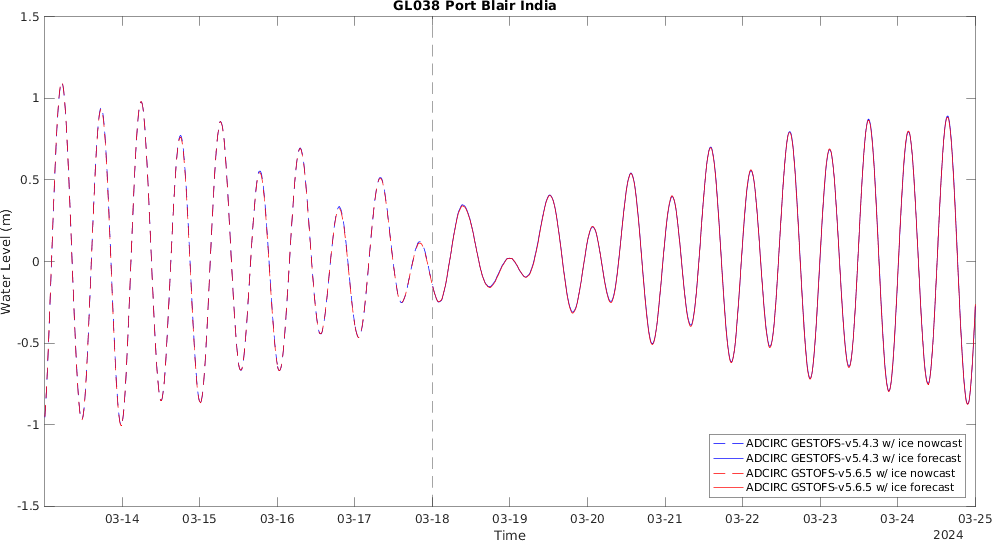 GL038 Port Blair India
1.5
1
0.5
0
-0.5
-1
-1.5
Water Level (m)
ADCIRC GESTOFS-v5.4.3 w/ ice nowcast
ADCIRC GESTOFS-v5.4.3 w/ ice forecast
ADCIRC GSTOFS-v5.6.5 w/ ice nowcast
ADCIRC GSTOFS-v5.6.5 w/ ice forecast
03-14 03-15 03-16 03-17 03-18 03-19 03-20 03-21 03-22 03-23 03-24 03-25
Time
2024